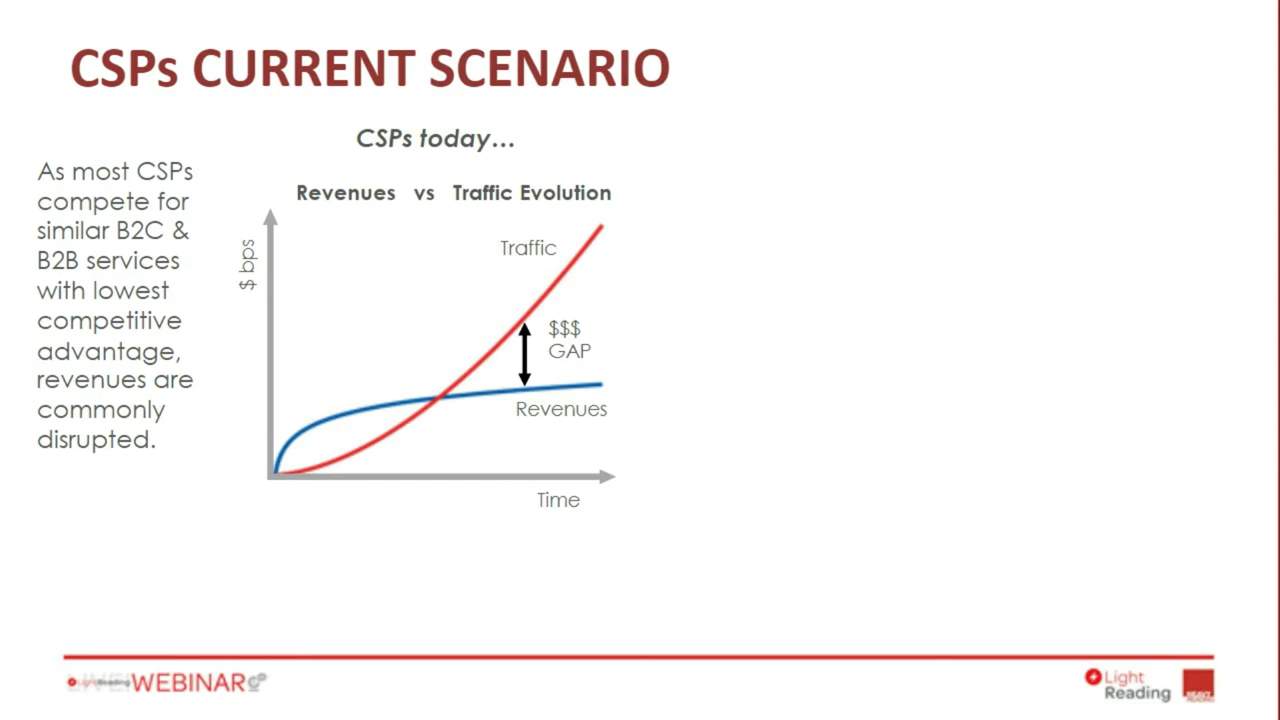 CSPs CURRENT SCENARIO
CSPs today...
As most CSPs
compete for
similar B2C &
B2B services
with lowest
competitive
advantage,
revenues are
commonly
disrupted.
Revenues vs Traffic Evolution
$ bps
Traffic
$$$
GAP
Revenues
Time
WEBINAR
Light
Reading